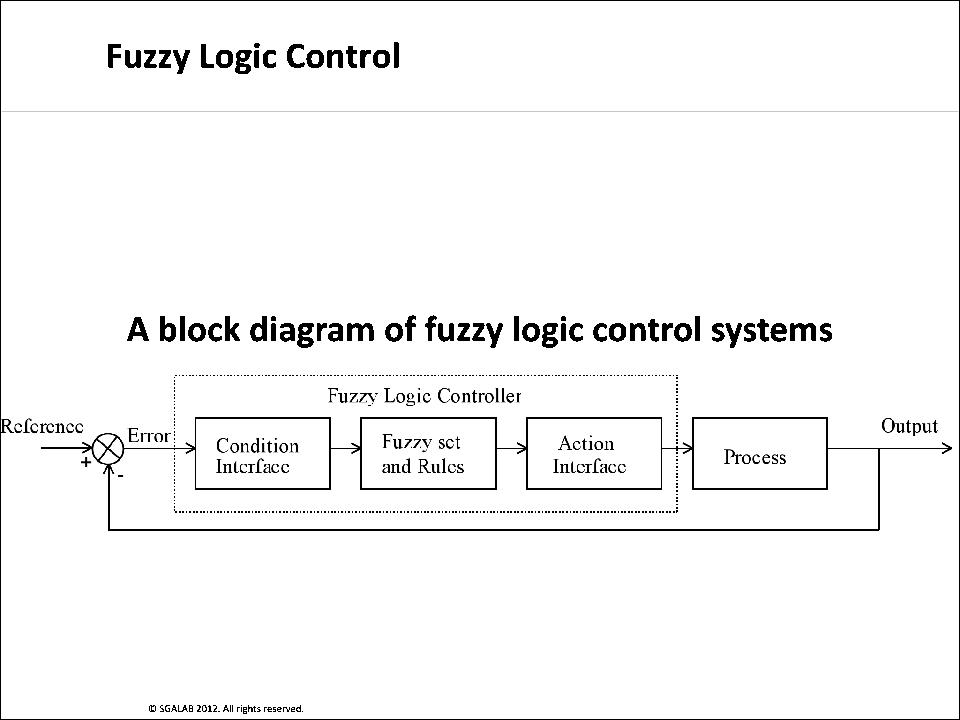 Fuzzy Logic Control
A block diagram of fuzzy logic control systems
Fuzzy Logic Controller
Reference
+
-
Error
Condition
Interface
Fuzzy set
and Rules
Action
Interface
Process
Output
© SGALAB 2012. All rights reserved.